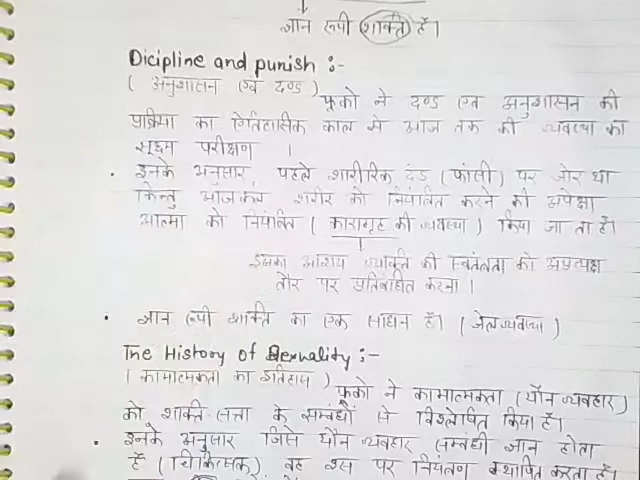 ज्ञान रूपी शक्ति है।
Dicipline and punish :-
( अनुशासन एवं दण्ड ) फूको ने दण्ड एवं अनुशासन की
प्रक्रिया का ऐतिहासिक काल से आज तक की व्यवस्था का
सूक्ष्म परीक्षण ।
• इनके अनुसार, पहले शारीरिक दंड (फांसी) पर जोर था
किन्तु आजकल शरीर को नियंत्रित करने की अपेक्षा
आत्मा को नियंत्रित ( कारागृह की व्यवस्था ) किया जाता है।
इसका आशय व्यक्ति की स्वतंत्रता को अप्रत्यक्ष
तौर पर प्रतिबंधित करना ।
• ज्ञान रूपी शक्ति का एक साधन है। (जेल व्यवस्था)
The History of Sexuality :-
( कामात्मकता का इतिहास ) फूको ने कामात्मकता (यौन व्यवहार)
को शक्ति-सत्ता के सम्बंधों से विश्लेषित किया है।
• इनके अनुसार जिसे यौन व्यवहार सम्बंधी ज्ञान होता
है (चिकित्सक), वह उस पर नियंत्रण स्थापित करता है।